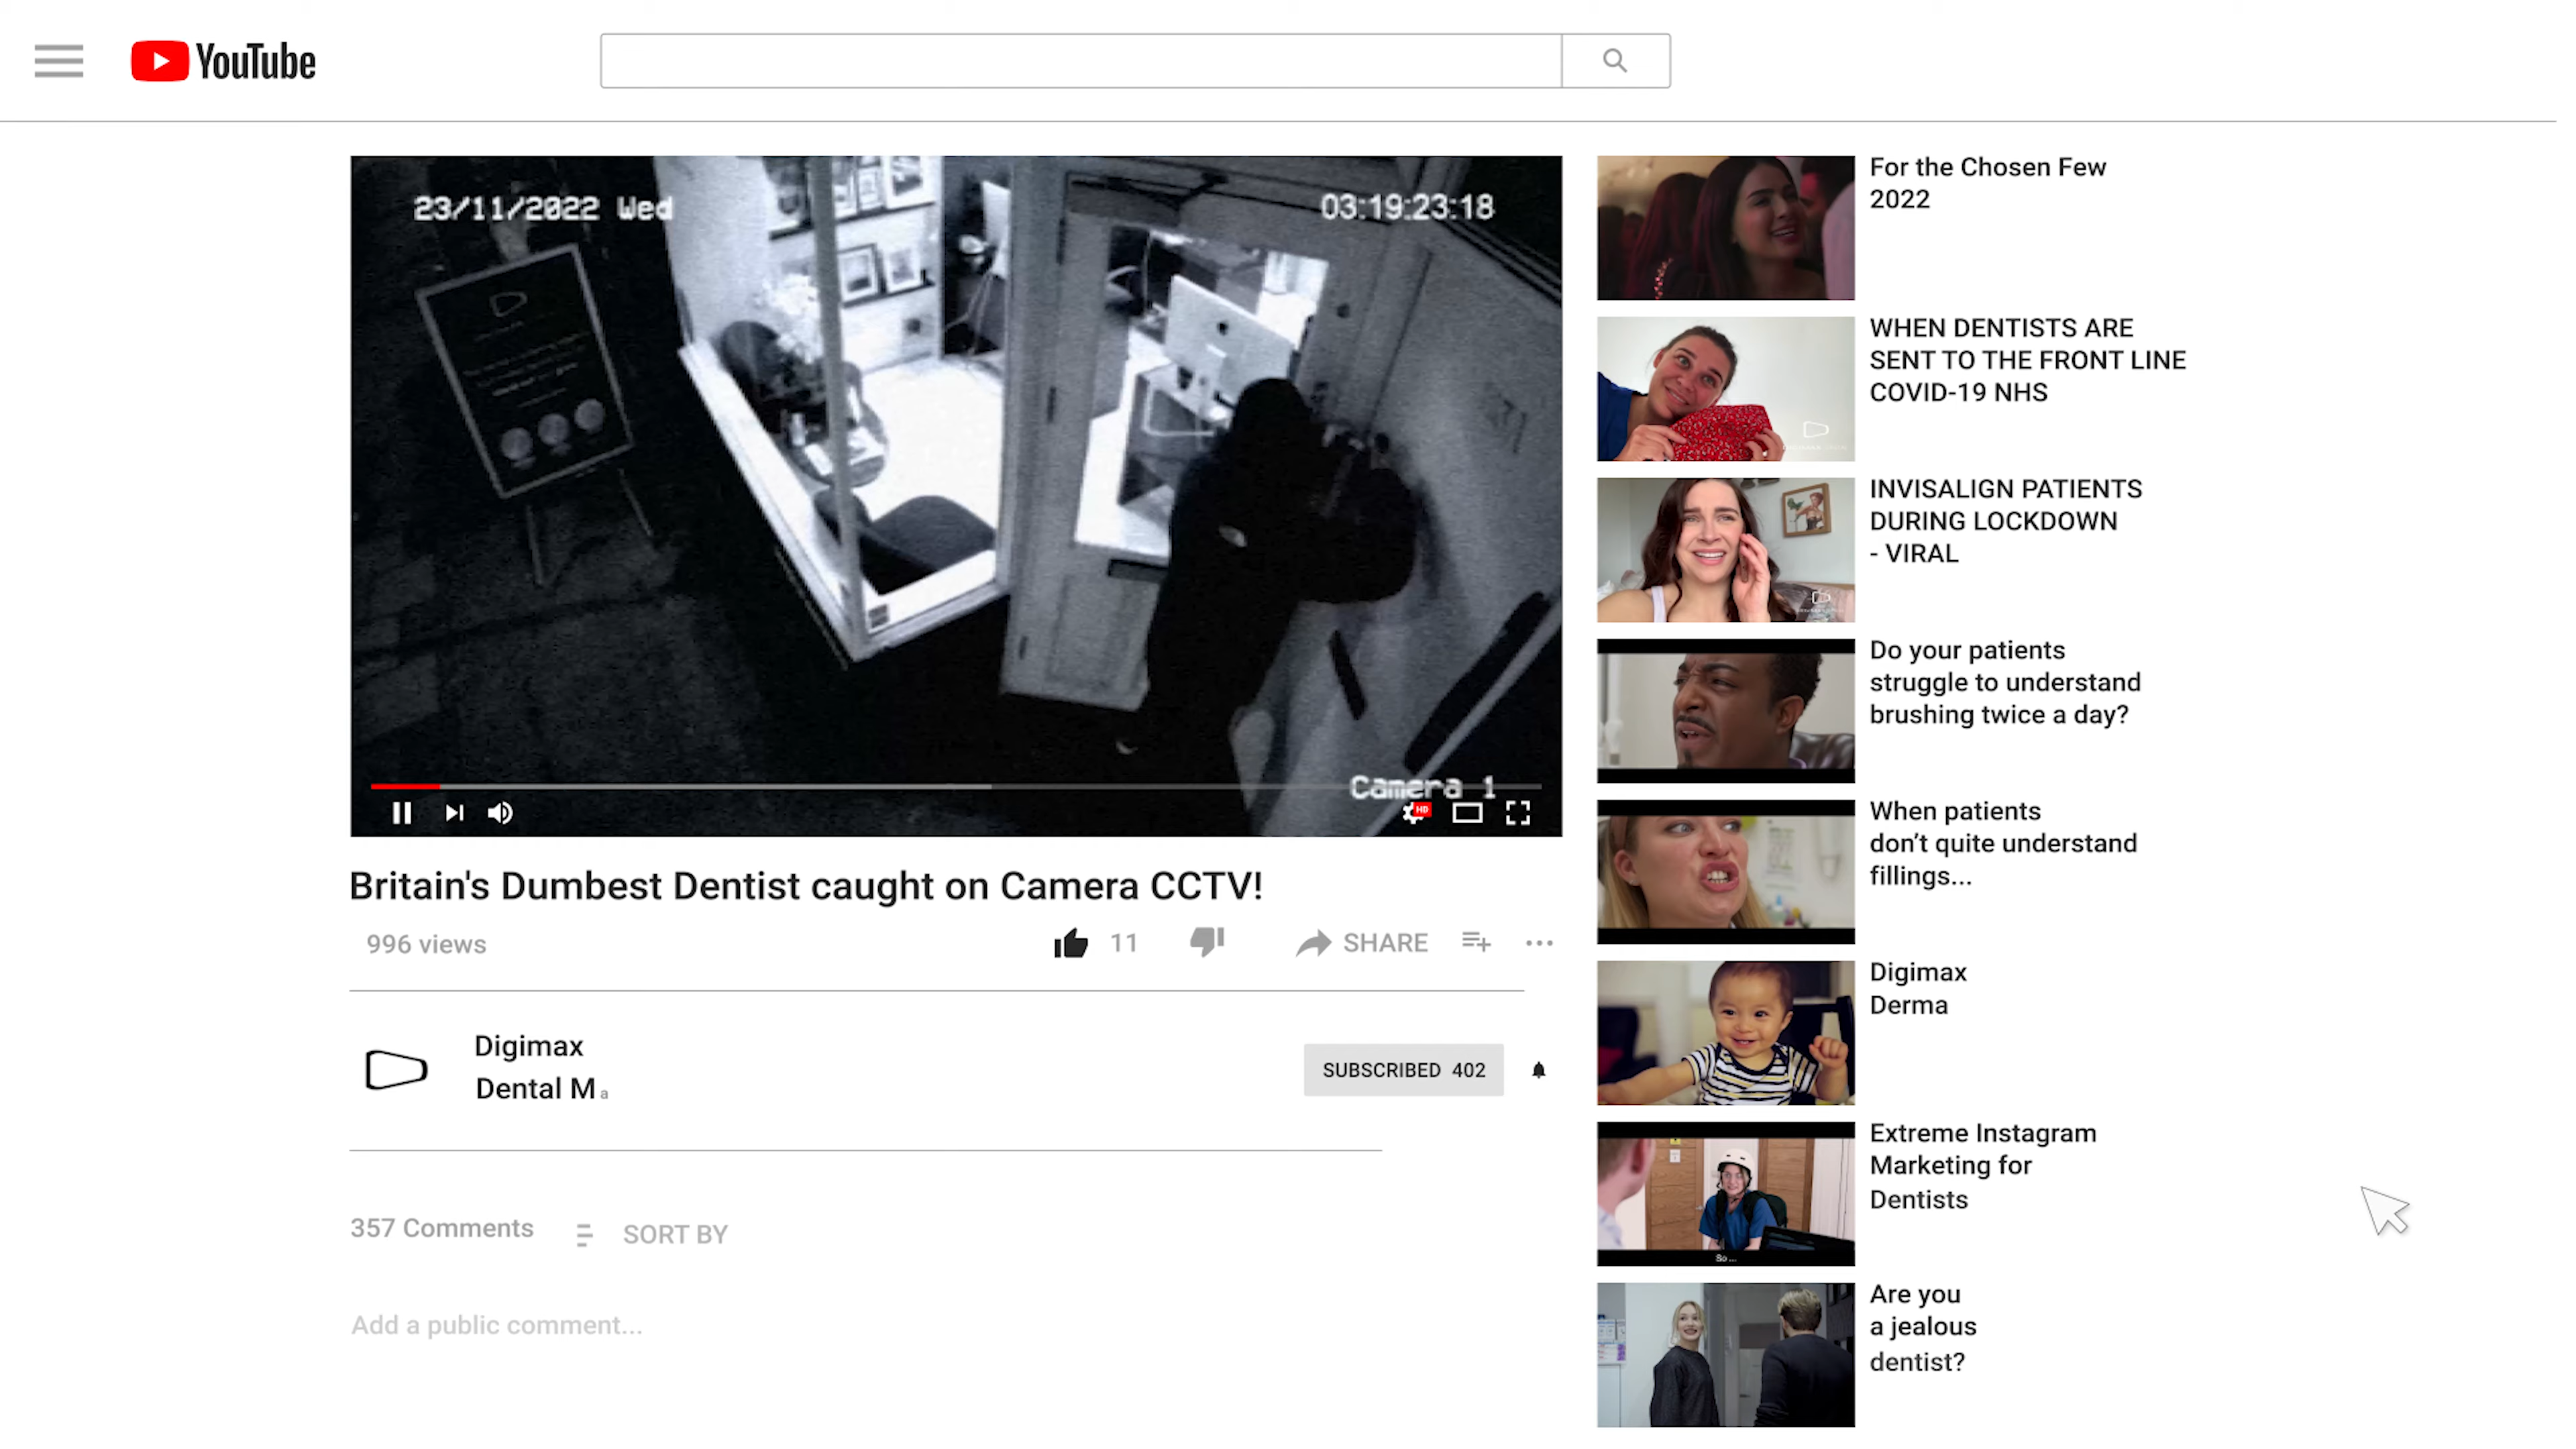 YouTube
23/11/2022 Wed
03:19:23:18
Camera 1
HD
Britain's Dumbest Dentist caught on Camera CCTV!
996 views
11
SHARE
Digimax
Dental Ma
SUBSCRIBED 402
357 Comments
SORT BY
Add a public comment...
For the Chosen Few
2022
WHEN DENTISTS ARE
SENT TO THE FRONT LINE
COVID-19 NHS
INVISALIGN PATIENTS
DURING LOCKDOWN
- VIRAL
Do your patients
struggle to understand
brushing twice a day?
When patients
don’t quite understand
fillings...
Digimax
Derma
Extreme Instagram
Marketing for
Dentists
So ...
Are you
a jealous
dentist?